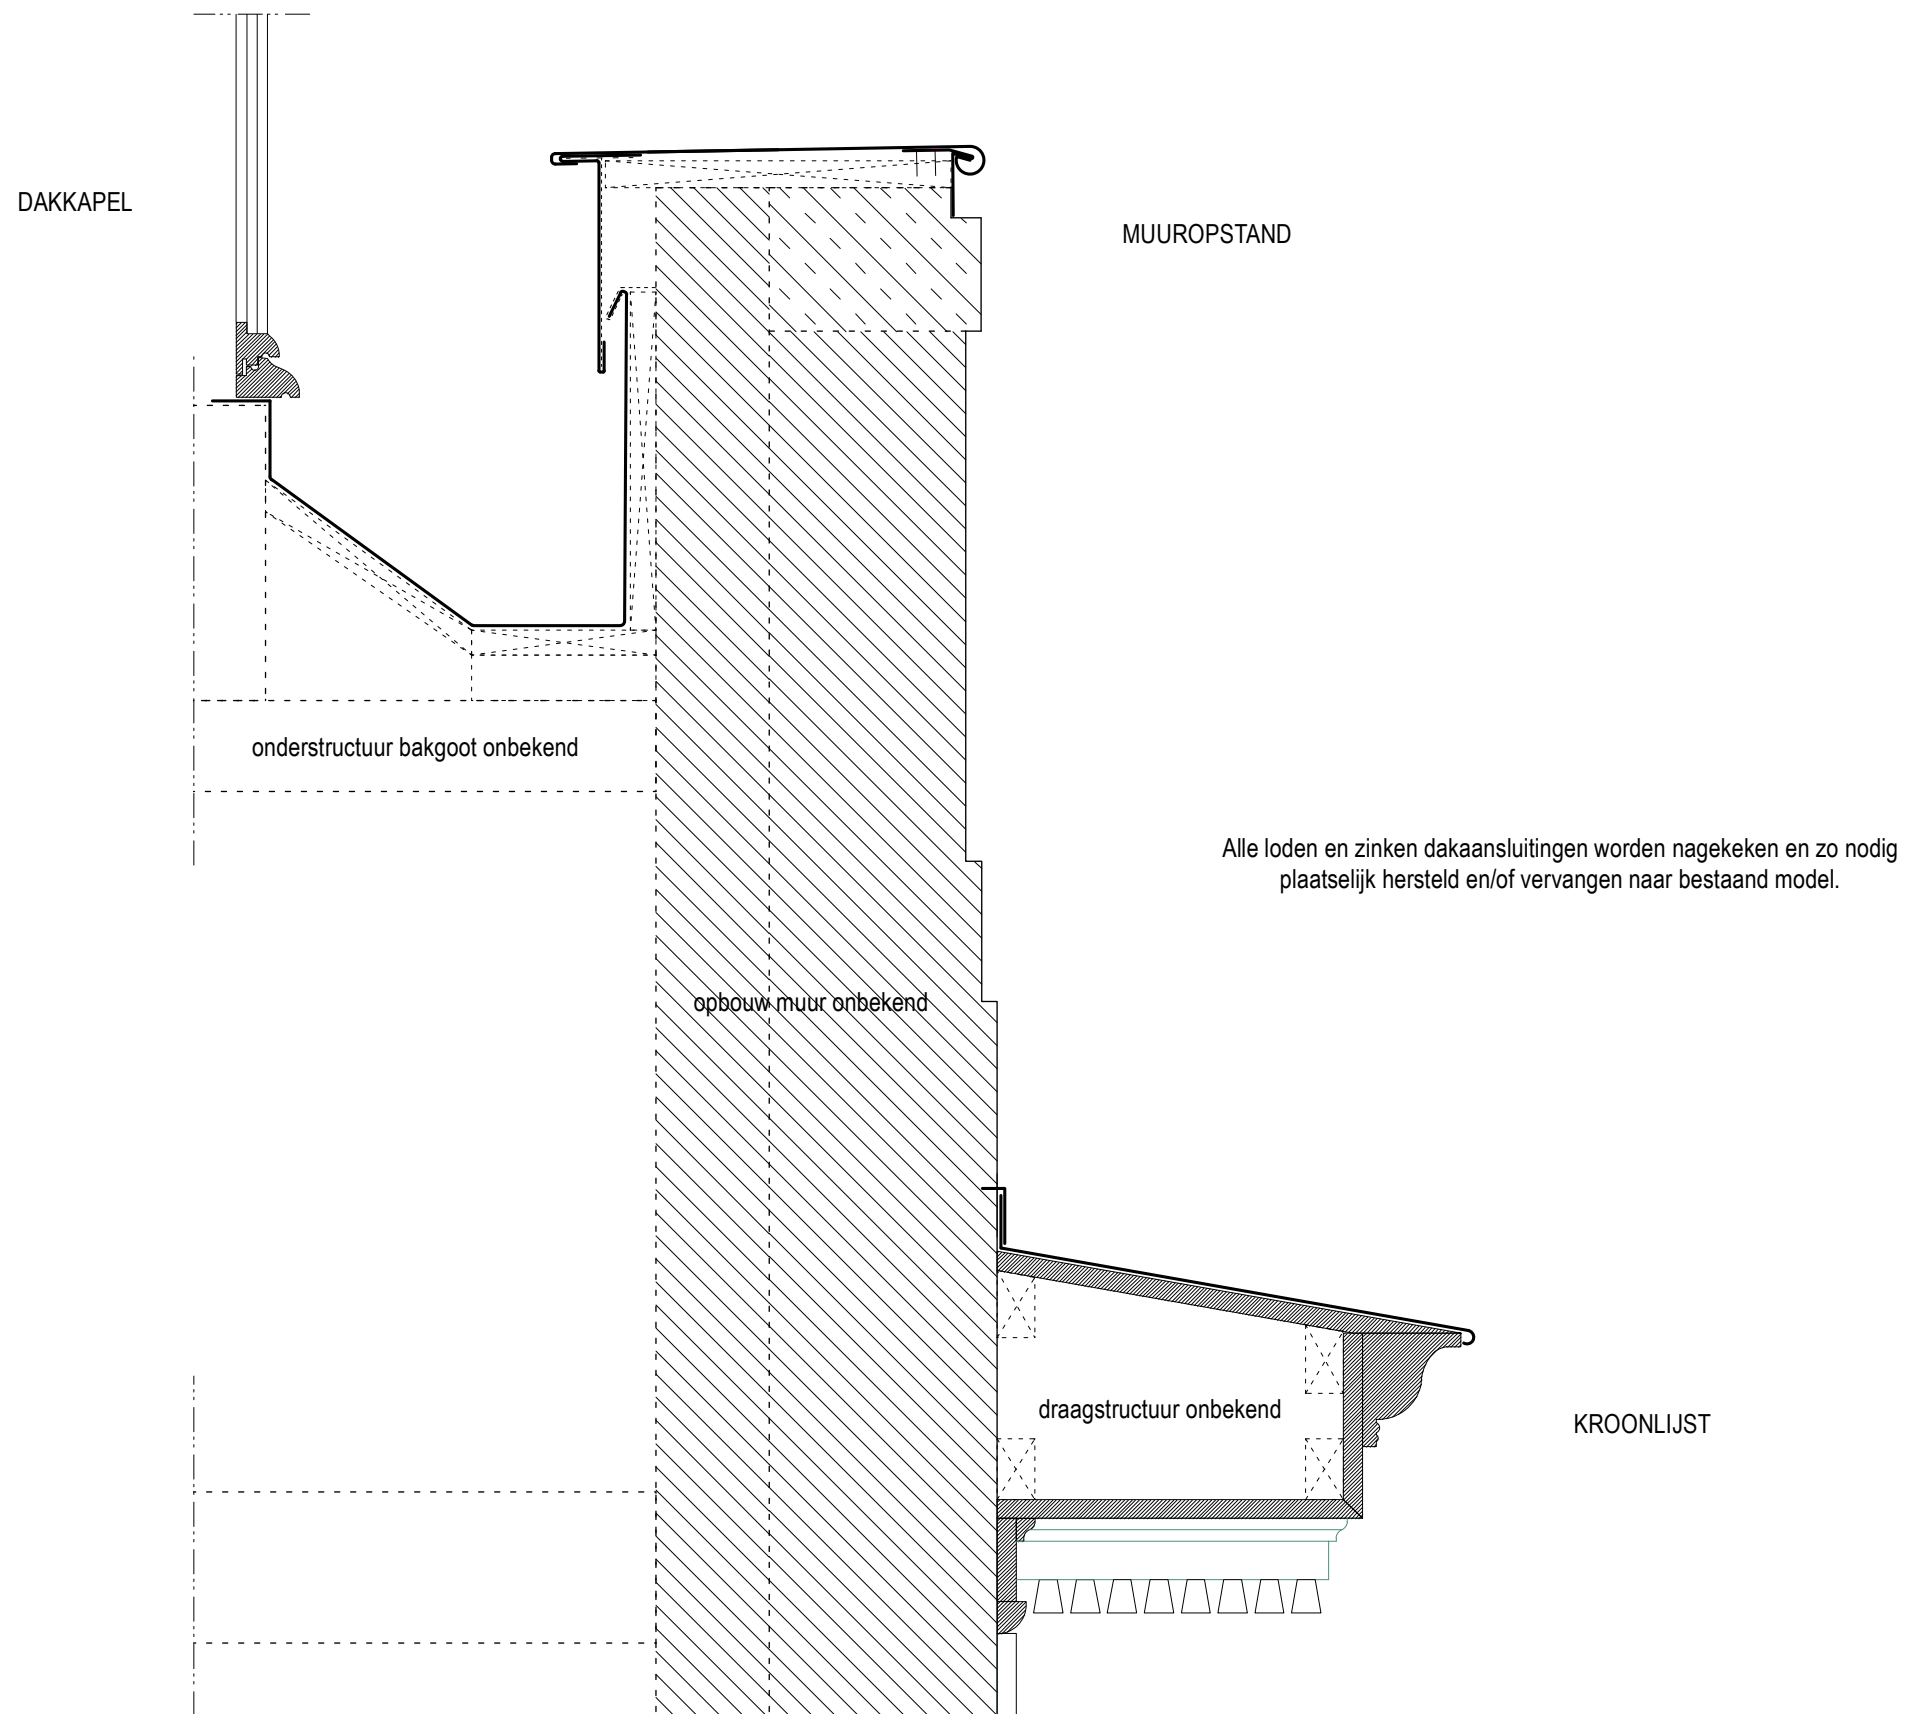 DAKKAPEL
MUUROPSTAND
onderstructuur bakgoot onbekend
Alle loden en zinken dakaansluitingen worden nagekeken en zo nodig
plaatselijk hersteld en/of vervangen naar bestaand model.
opbouw muur onbekend
draagstructuur onbekend
KROONLIJST